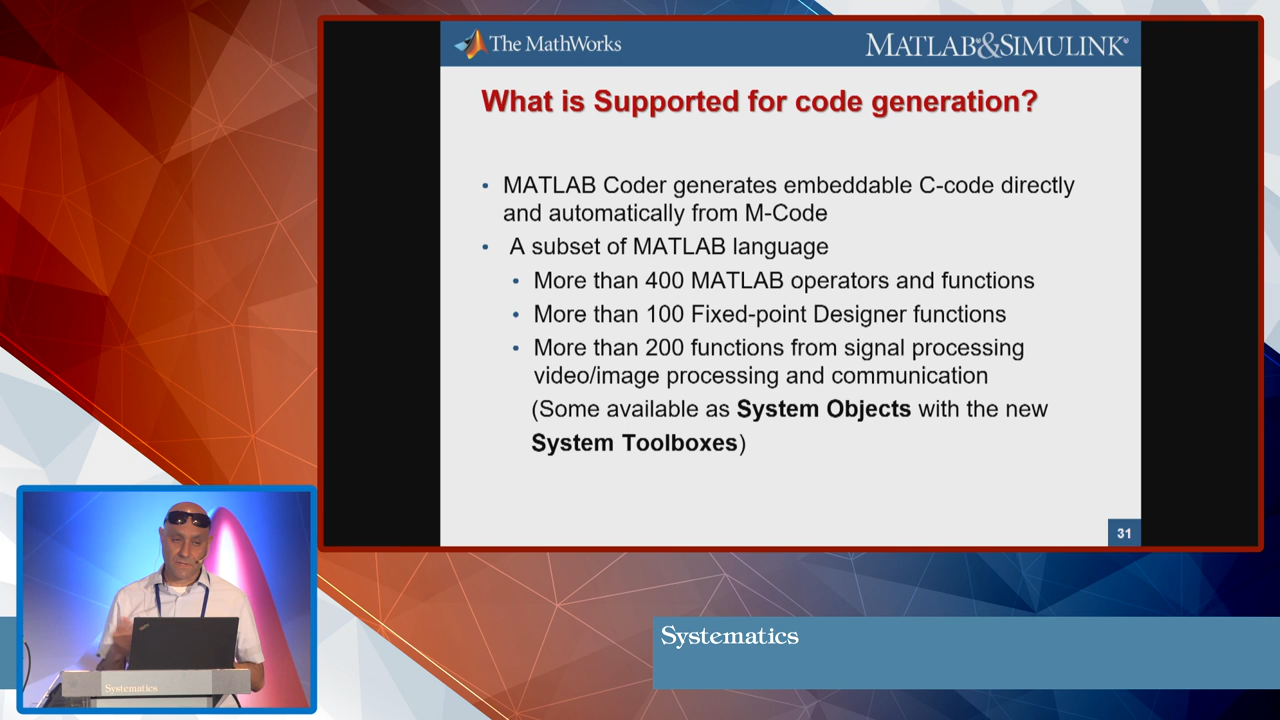 The MathWorks
MATLAB&SIMULINK®
What is Supported for code generation?
• MATLAB Coder generates embeddable C-code directly
and automatically from M-Code
• A subset of MATLAB language
• More than 400 MATLAB operators and functions
• More than 100 Fixed-point Designer functions
• More than 200 functions from signal processing
video/image processing and communication
(Some available as System Objects with the new
System Toolboxes)
31
Systematics
Systematics